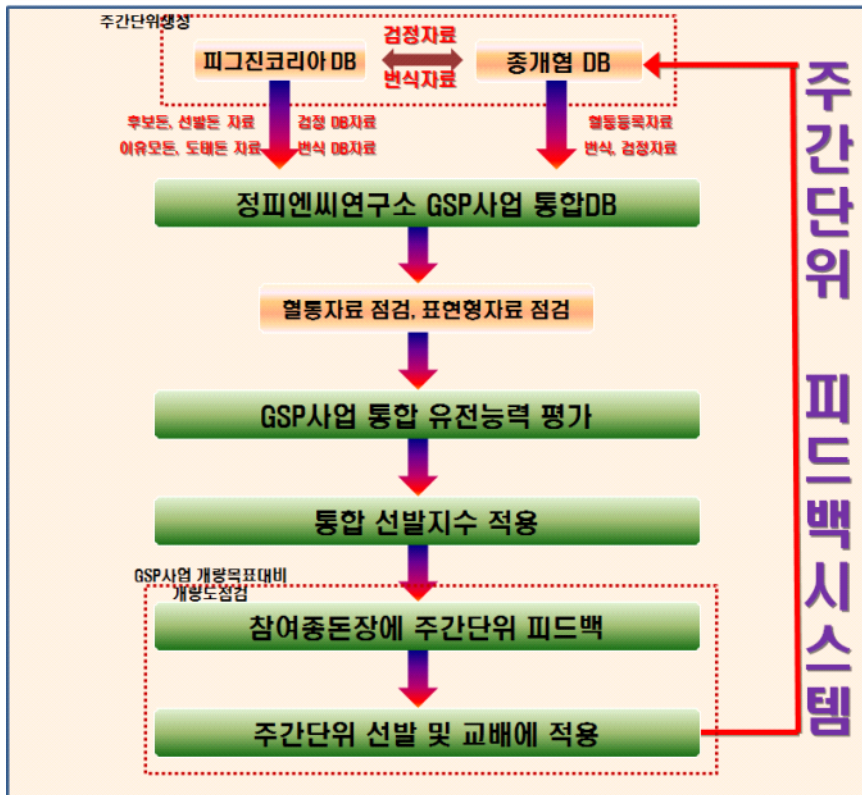 주간단위생성
검정자료
피그진코리아 DB
종개협 DB
번식자료
후보돈, 선발돈 자료
검정 DB자료
혈통등록자료
이유모돈, 도태돈 자료
번식 DB자료
번식, 검정자료
정피엔씨연구소 GSP사업 통합DB
혈통자료 점검, 표현형자료 점검
GSP사업 통합 유전능력 평가
통합 선발지수 적용
GSP사업 개량목표대비
개량도점검
참여종돈장에 주간단위 피드백
주간단위 선발 및 교배에 적용
주간단위 피드백시스템